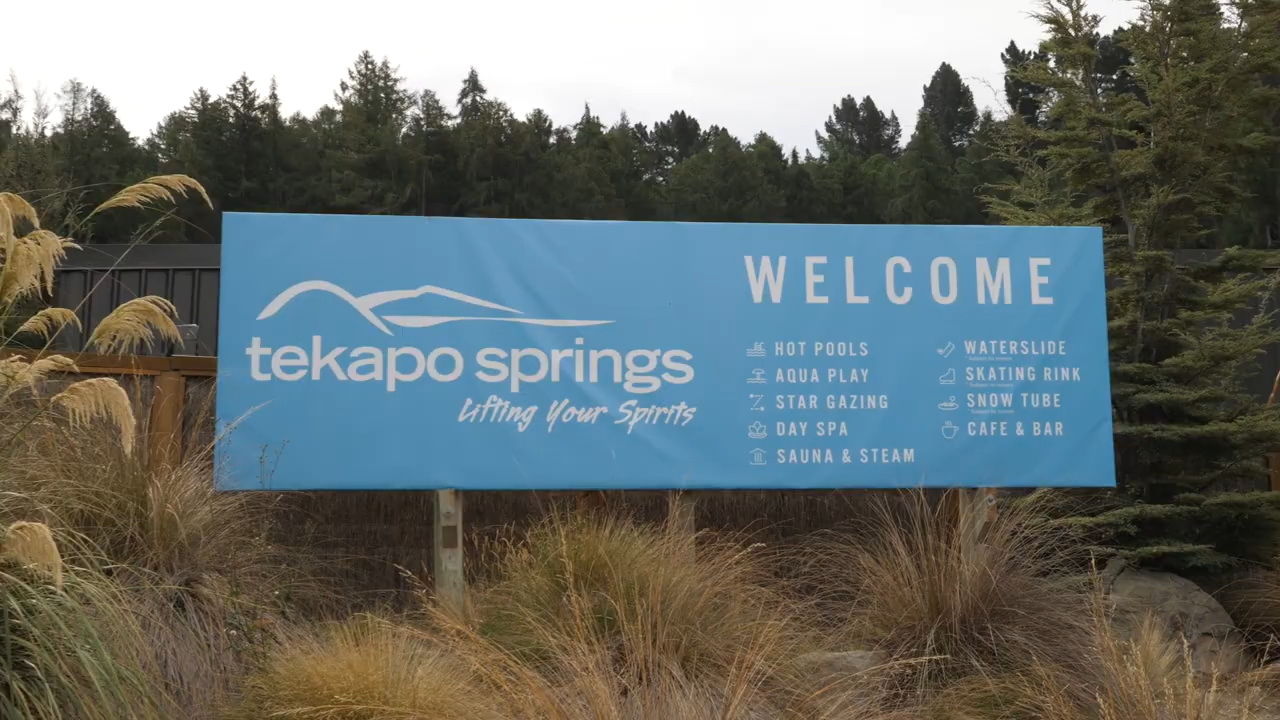 tekapo springs
Lifting Your Spirits
WELCOME
HOT POOLS
AQUA PLAY
STAR GAZING
DAY SPA
SAUNA & STEAM
WATERSLIDE
SKATING RINK
SNOW TUBE
CAFE & BAR